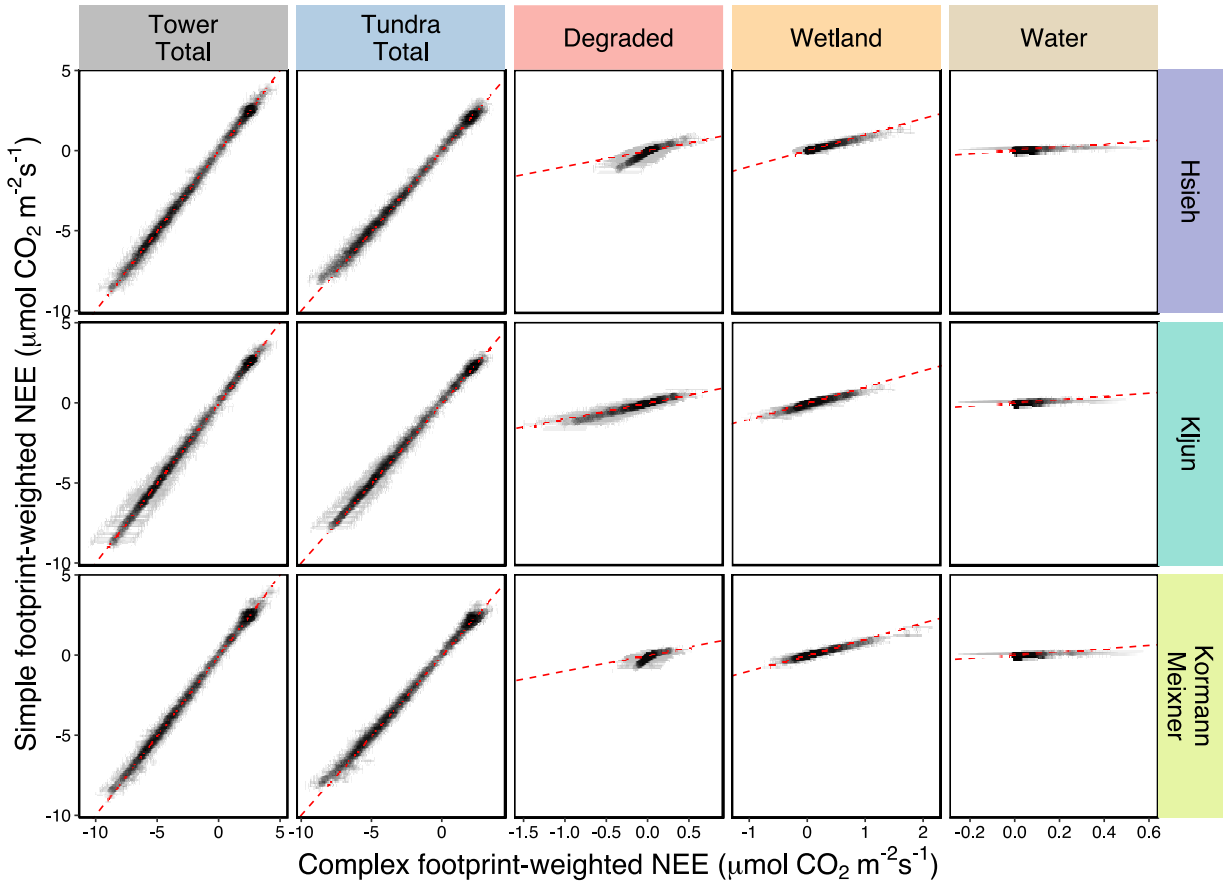 Tower
Total
Tundra
Total
Degraded
Wetland
Water
Simple footprint-weighted NEE (μmol CO₂ m⁻²s⁻¹)
5
0
-5
-10
Hsieh
5
0
-5
-10
Kljun
5
0
-5
-10
Kormann
Meixner
-10 -5 0 5
-10 -5 0
-1.5 -1.0 -0.5 0.0 0.5
-1 0 1 2
-0.2 0.0 0.2 0.4 0.6
Complex footprint-weighted NEE (μmol CO₂ m⁻²s⁻¹)